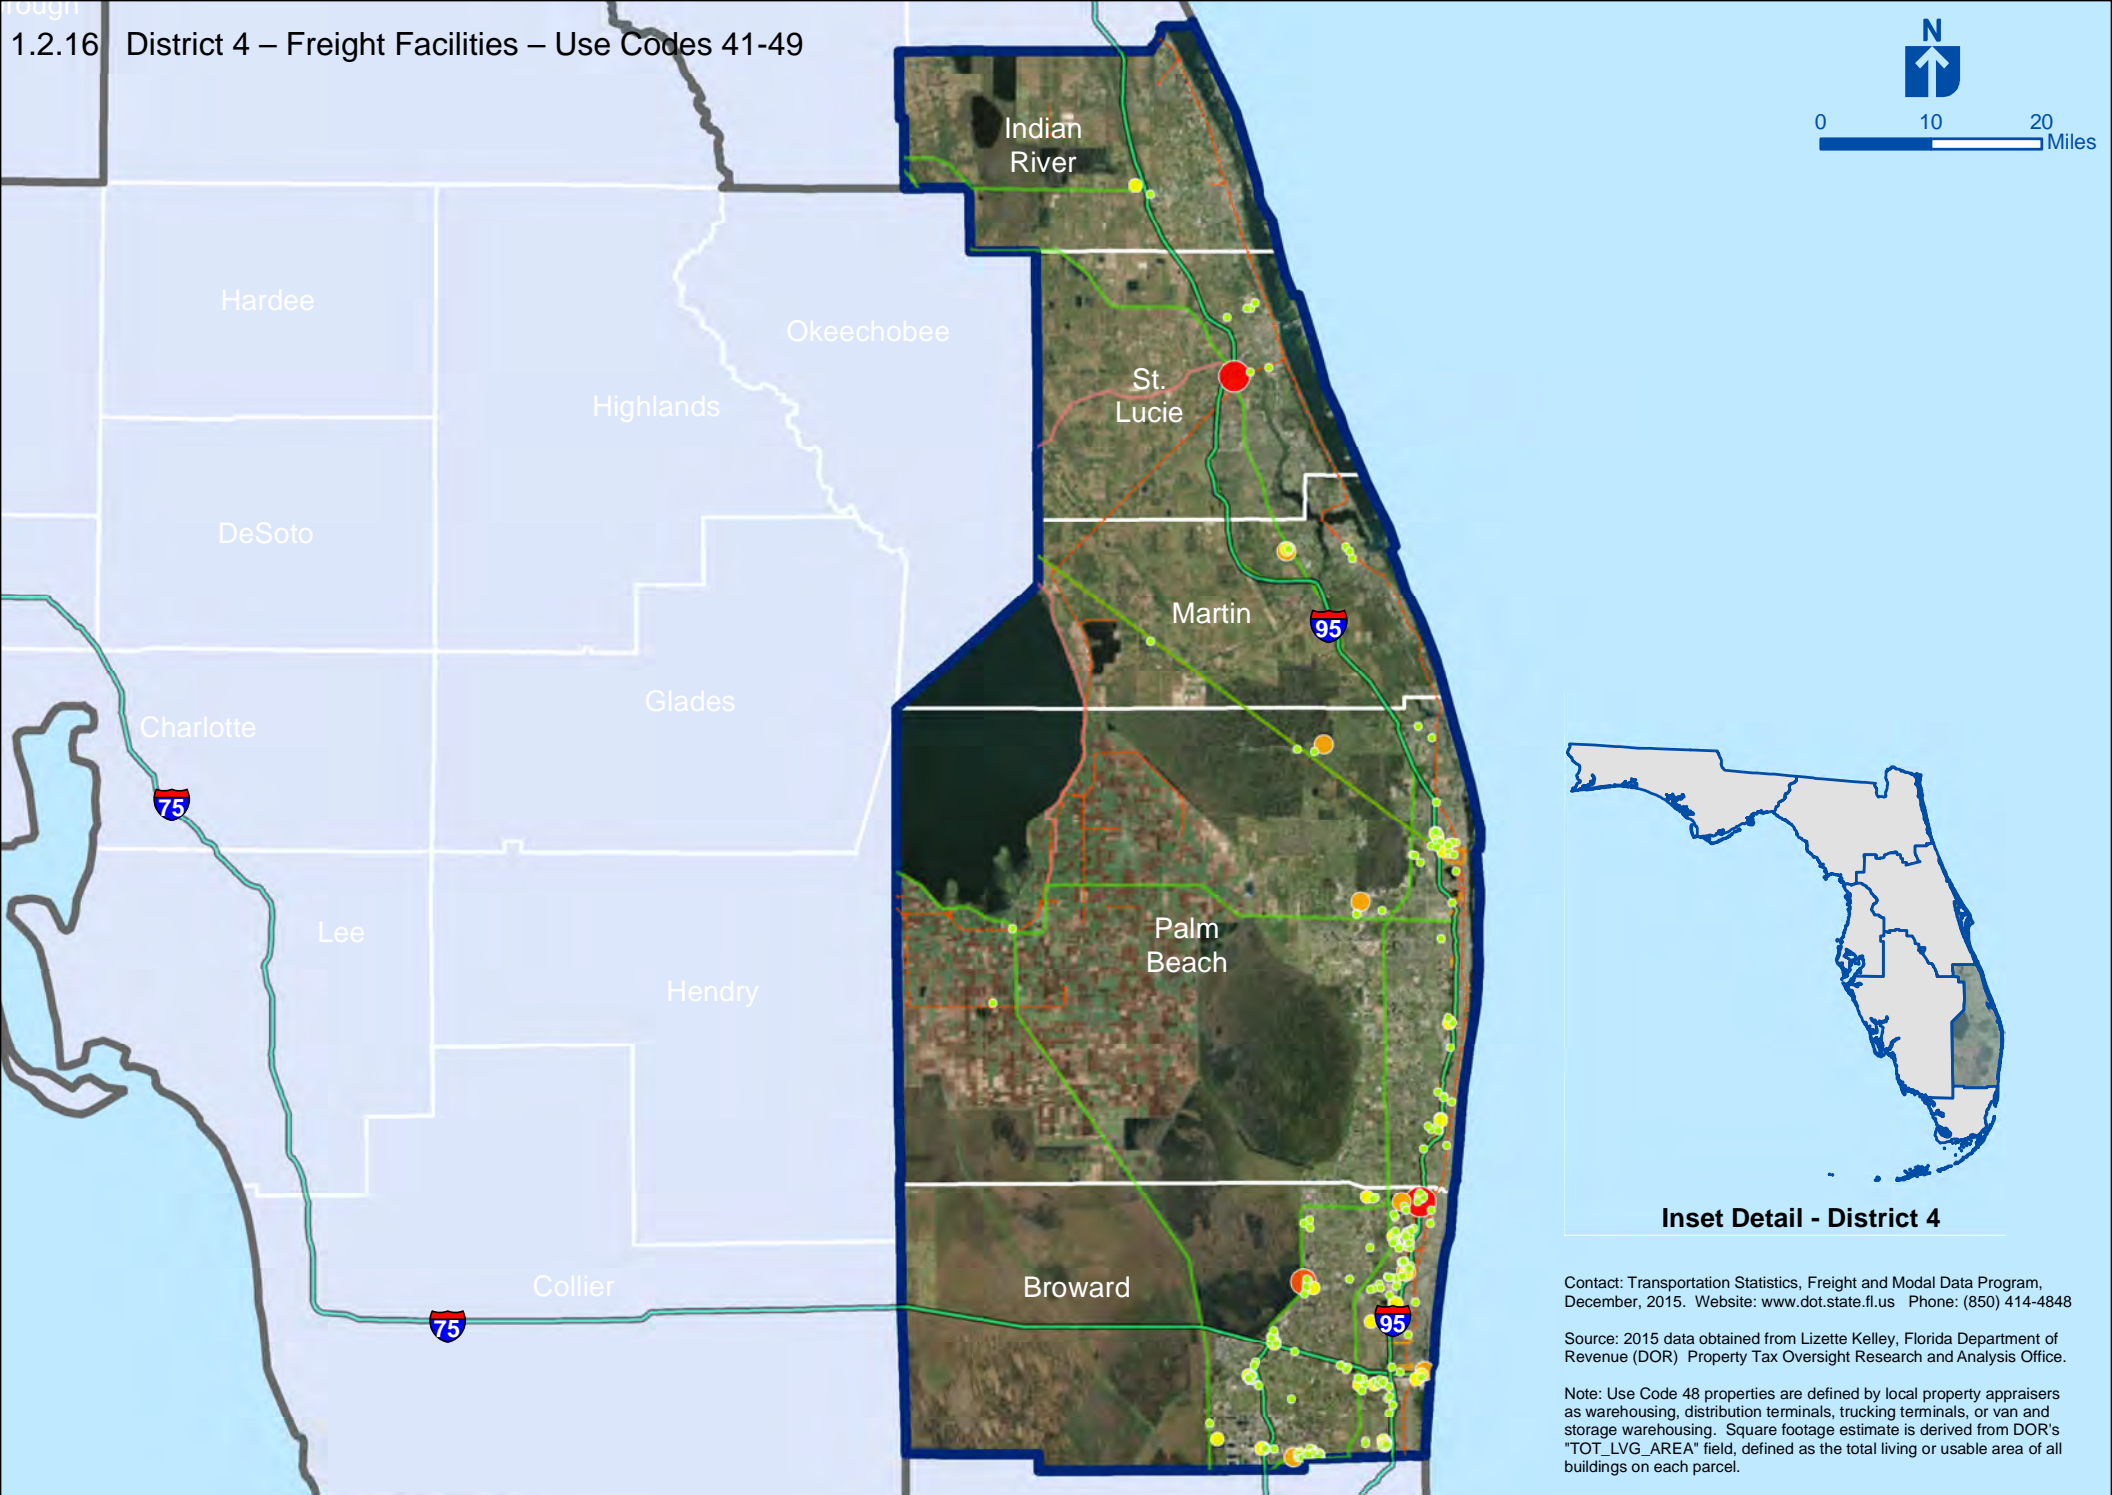 rough
1.2.16 District 4 – Freight Facilities – Use Codes 41-49
N
0 10 20
Miles
Indian
River
Hardee
Okeechobee
St.
Lucie
Highlands
DeSoto
Martin
95
Glades
Charlotte
75
Lee
Palm
Beach
Hendry
Inset Detail - District 4
Collier
Broward
75
95
Contact: Transportation Statistics, Freight and Modal Data Program,
December, 2015. Website: www.dot.state.fl.us Phone: (850) 414-4848
Source: 2015 data obtained from Lizette Kelley, Florida Department of
Revenue (DOR) Property Tax Oversight Research and Analysis Office.
Note: Use Code 48 properties are defined by local property appraisers
as warehousing, distribution terminals, trucking terminals, or van and
storage warehousing. Square footage estimate is derived from DOR's
"TOT_LVG_AREA" field, defined as the total living or usable area of all
buildings on each parcel.